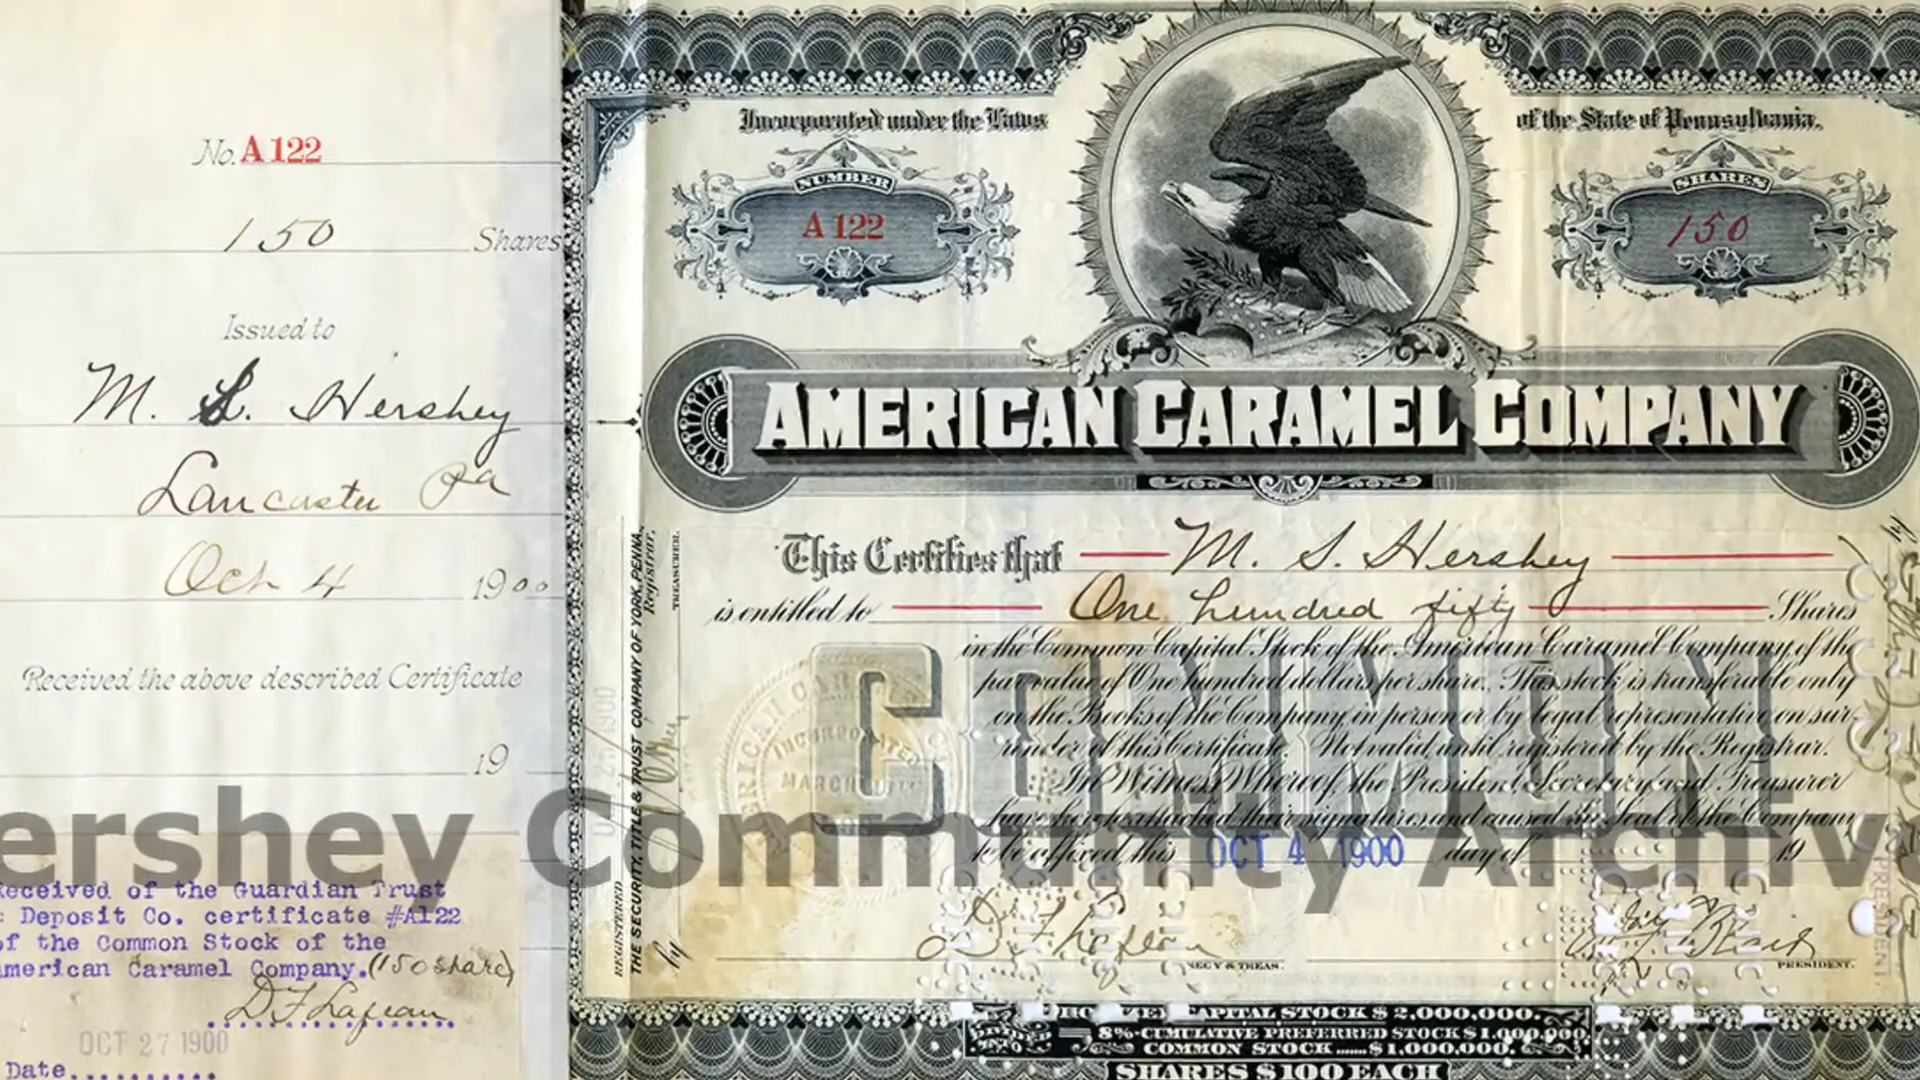 No. A122
150 Shares
Issued to
M. S. Hershey
Lancaster Pa
Oct 4 1900
Received the above described Certificate
19
Received of the Guardian Trust
& Deposit Co. certificate #A122
of the Common Stock of the
American Caramel Company. (150 share)
D F Lafean
OCT 27 1900
Date..........
Incorporated under the Laws of the State of Pennsylvania.
NUMBER
A 122
SHARES
150
AMERICAN CARAMEL COMPANY
This Certifies that M. S. Hershey
is entitled to One hundred fifty Shares
in the Common Capital Stock of the American Caramel Company of the
par value of One hundred dollars per share. This stock is transferable only
on the Books of the Company in person or by legal representative on sur-
render of this Certificate. Not valid until registered by the Registrar.
In Witness Whereof, the President, Secretary and Treasurer
have hereto attached their signatures and caused the Seal of the Company
to be affixed, this OCT 4 1900 day of 19
COMMON
INCORPORATED
D F Lafean
SEC'Y & TREAS.
PRESIDENT.
REGISTERED
THE SECURITY, TITLE & TRUST COMPANY OF YORK, PENNA.
Registrar.
by
TREASURER.
CAPITAL STOCK $2,000,000.
8% CUMULATIVE PREFERRED STOCK $1,000,000
COMMON STOCK ....... $1,000,000.
SHARES $100 EACH
ershey Community Archive